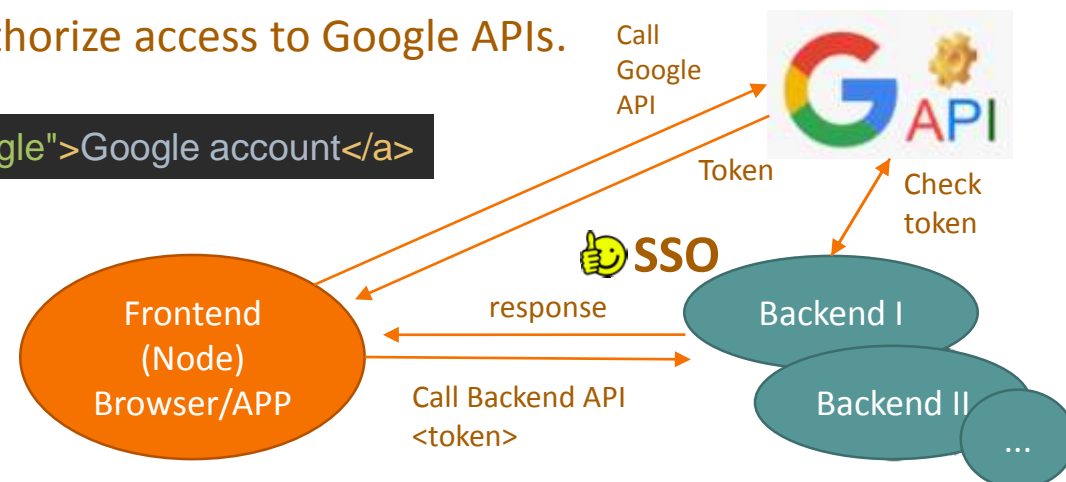 thorize access to Google APIs.
Call
Google
API
gle">Google account</a>
API
Token
Check
token
SSO
Frontend
(Node)
Browser/APP
response
Backend I
Call Backend API
<token>
Backend II
...